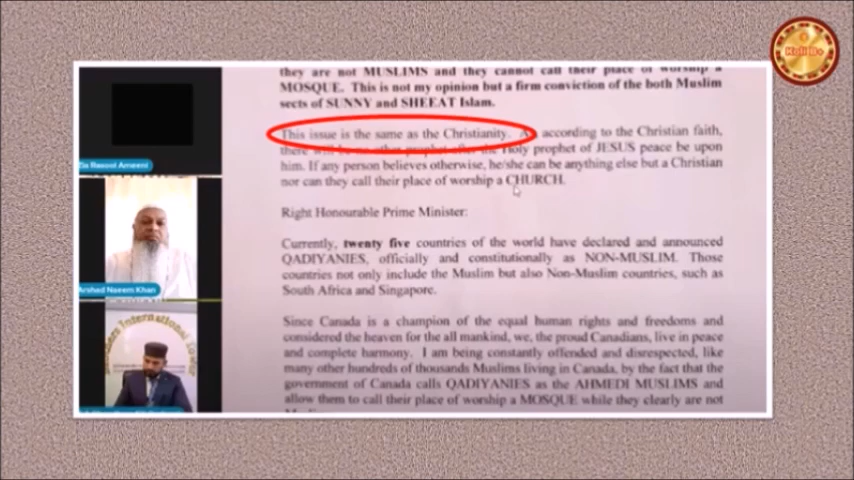 Koli B+
they are not MUSLIMS and they cannot call their place of worship a
MOSQUE. This is not my opinion but a firm conviction of the both Muslim
sects of SUNNY and SHEEAT Islam.
This issue is the same as the Christianity. according to the Christian faith,
there will be no other prophet after the Holy prophet of JESUS peace be upon
him. If any person believes otherwise, he/she can be anything else but a Christian
nor can they call their place of worship a CHURCH.
Right Honourable Prime Minister:
Currently, twenty five countries of the world have declared and announced
QADIYANIES, officially and constitutionally as NON-MUSLIM. Those
countries not only include the Muslim but also Non-Muslim countries, such as
South Africa and Singapore.
Since Canada is a champion of the equal human rights and freedoms and
considered the heaven for the all mankind, we, the proud Canadians, live in peace
and complete harmony. I am being constantly offended and disrespected, like
many other hundreds of thousands Muslims living in Canada, by the fact that the
government of Canada calls QADIYANIES as the AHMEDI MUSLIMS and
allow them to call their place of worship a MOSQUE while they clearly are not
Zia Rasool Ameeni
Arshad Naeem Khan
International